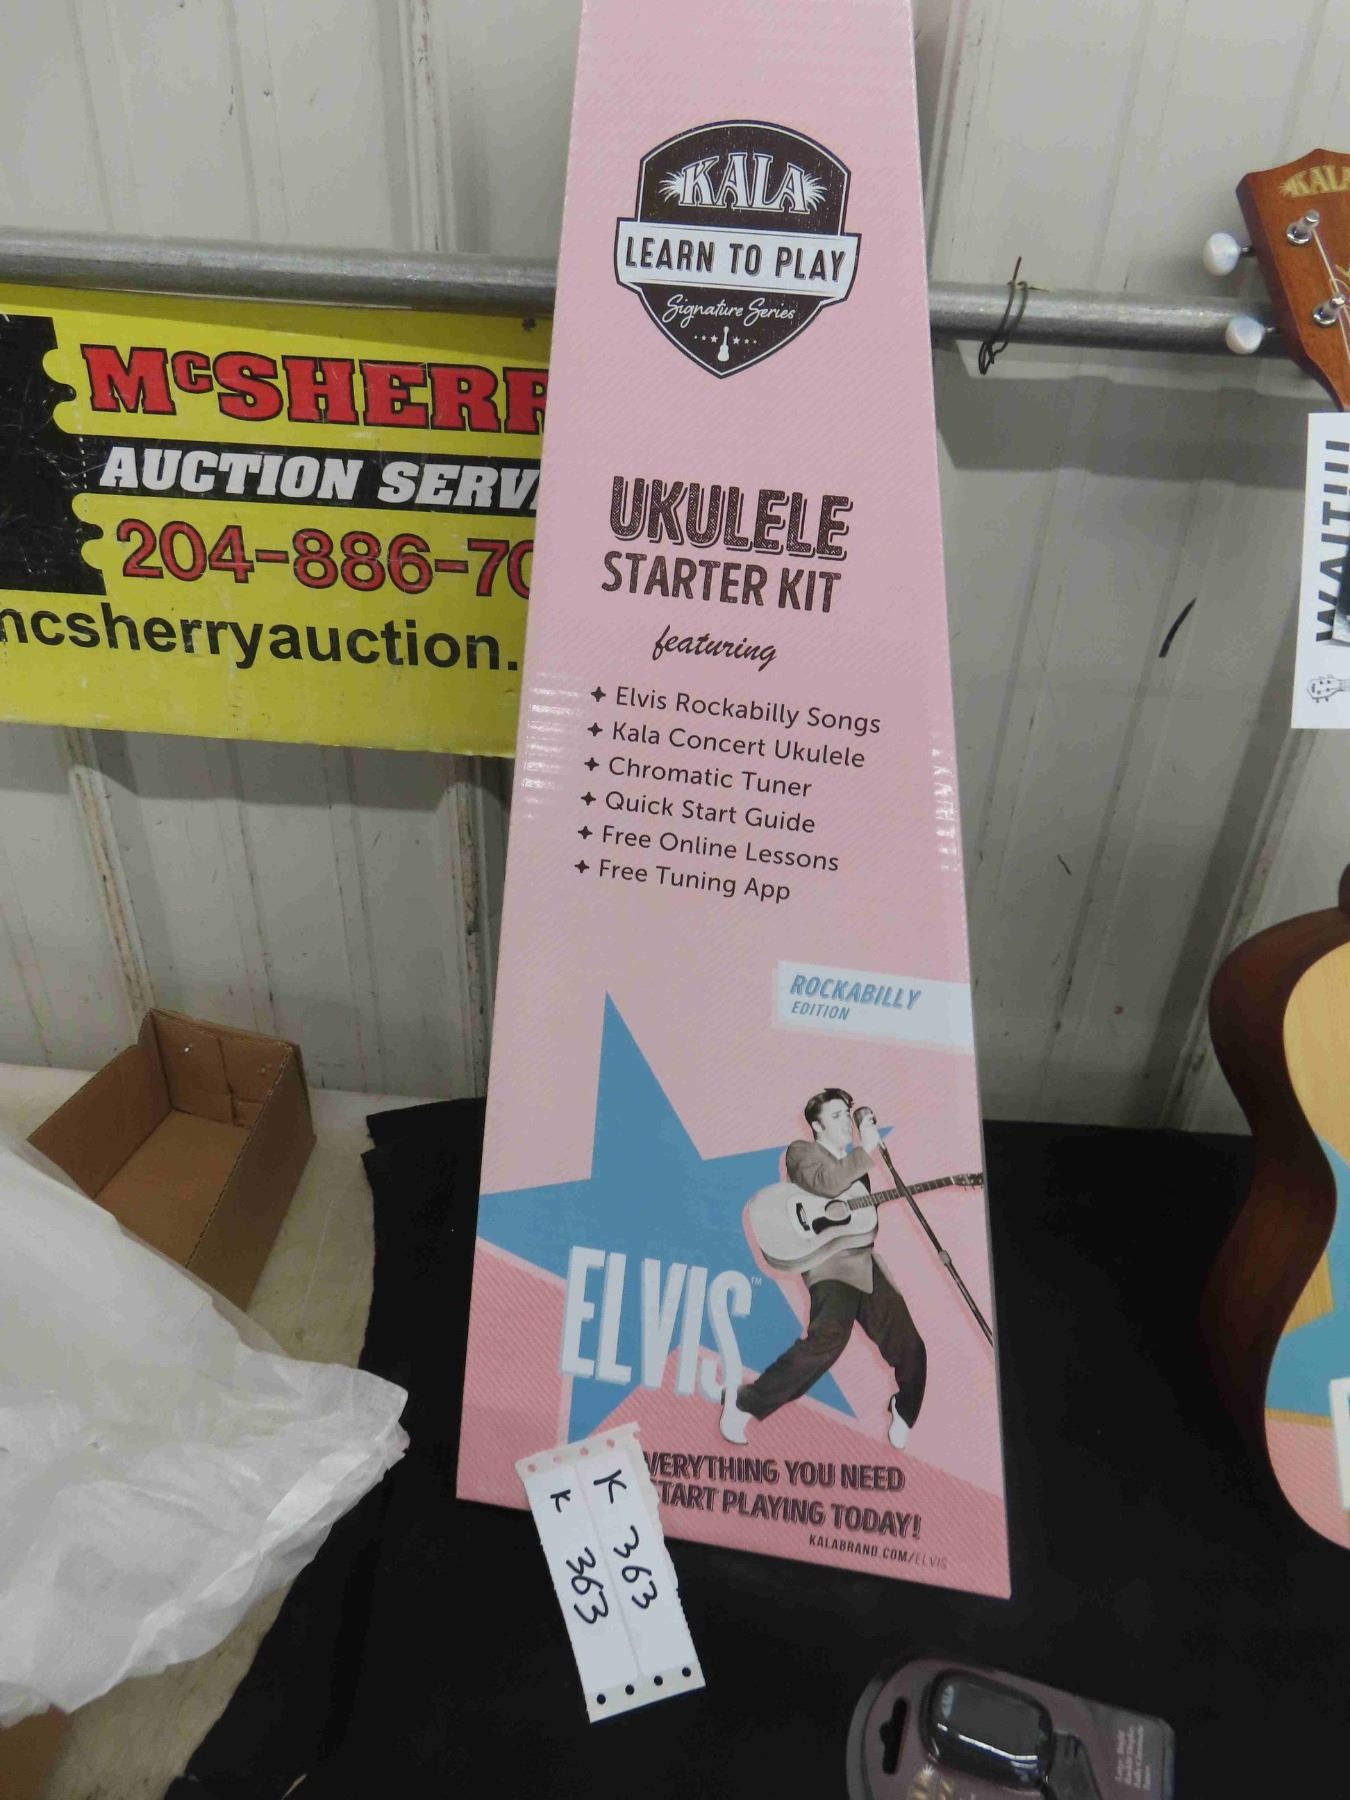 KALA
LEARN TO PLAY
Signature Series
McSHERR
AUCTION SERV
204-886-70
mcsherryauction.
UKULELE
STARTER KIT
featuring
Elvis Rockabilly Songs
Kala Concert Ukulele
Chromatic Tuner
Quick Start Guide
Free Online Lessons
Free Tuning App
ROCKABILLY
EDITION
ELVIS™
VERYTHING YOU NEED
START PLAYING TODAY!
KALABRAND.COM/ELVIS
K 363
K 363
KALA